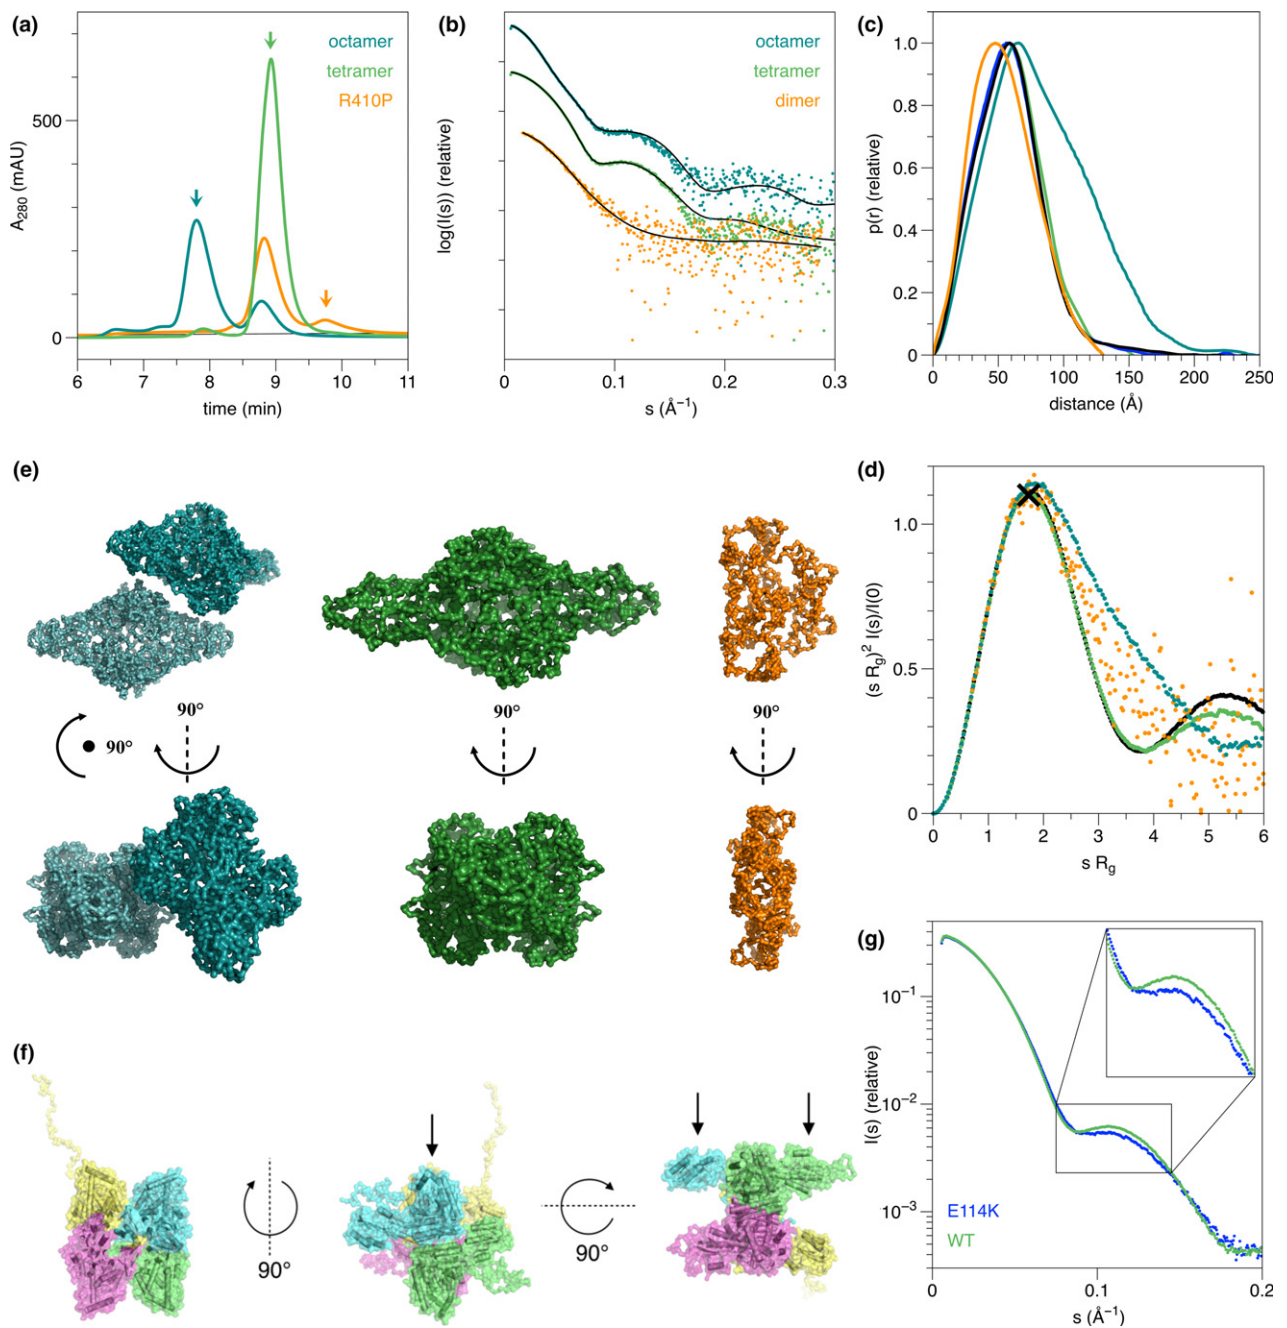 (a)
octamer
tetramer
R410P
500
0
A280 (mAU)
6 7 8 9 10 11
time (min)
(b)
octamer
tetramer
dimer
log(I(s)) (relative)
0 0.1 0.2 0.3
s (Å−1)
(c)
1.0
0.8
0.6
0.4
0.2
0
p(r) (relative)
0 50 100 150 200 250
distance (Å)
(e)
90°
90°
90°
90°
(d)
1.0
0.5
0
(s Rg)2 I(s)/I(0)
0 1 2 3 4 5 6
s Rg
(f)
90°
90°
(g)
10−1
10−2
10−3
I(s) (relative)
E114K
WT
0 0.1 0.2
s (Å−1)